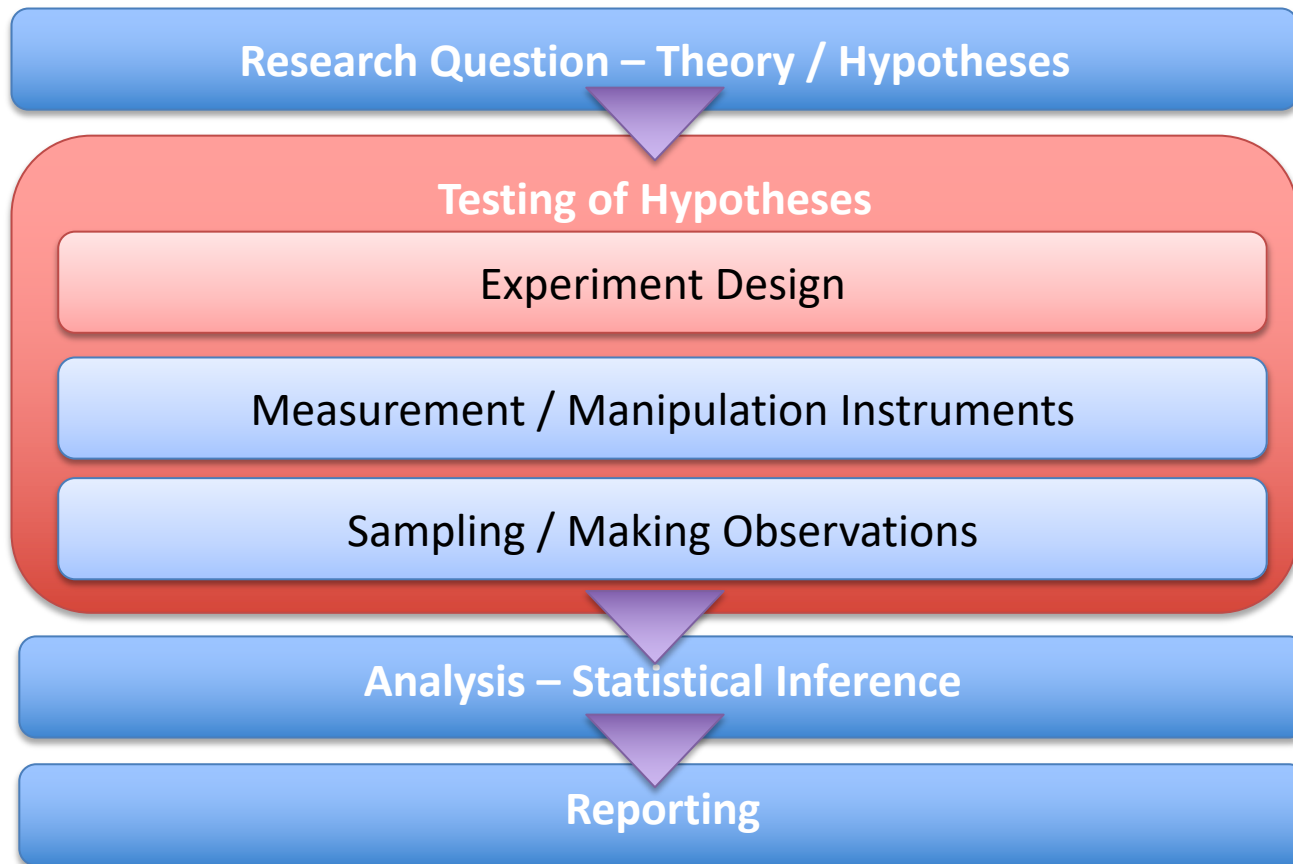 Research Question – Theory / Hypotheses
Testing of Hypotheses
Experiment Design
Measurement / Manipulation Instruments
Sampling / Making Observations
Analysis – Statistical Inference
Reporting